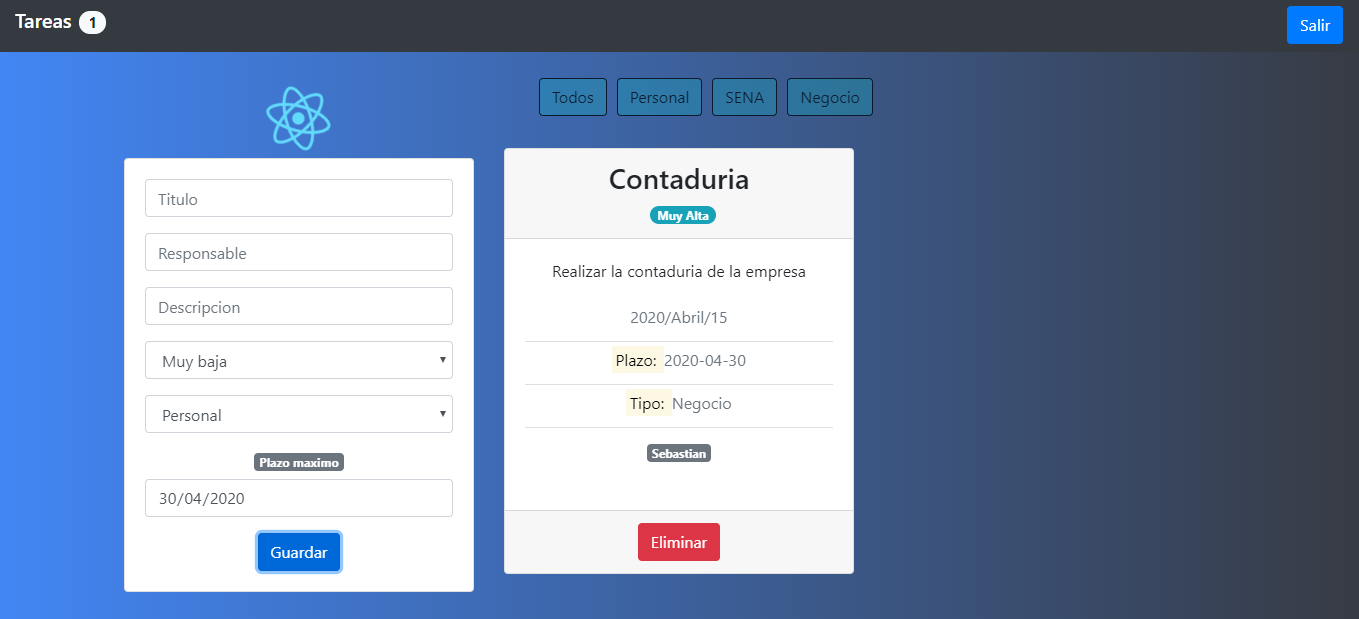 Tareas 1
Salir
Todos Personal SENA Negocio
Titulo
Responsable
Descripcion
Muy baja
Personal
Plazo maximo
30/04/2020
Guardar
Contaduria
Muy Alta
Realizar la contaduria de la empresa
2020/Abril/15
Plazo: 2020-04-30
Tipo: Negocio
Sebastian
Eliminar